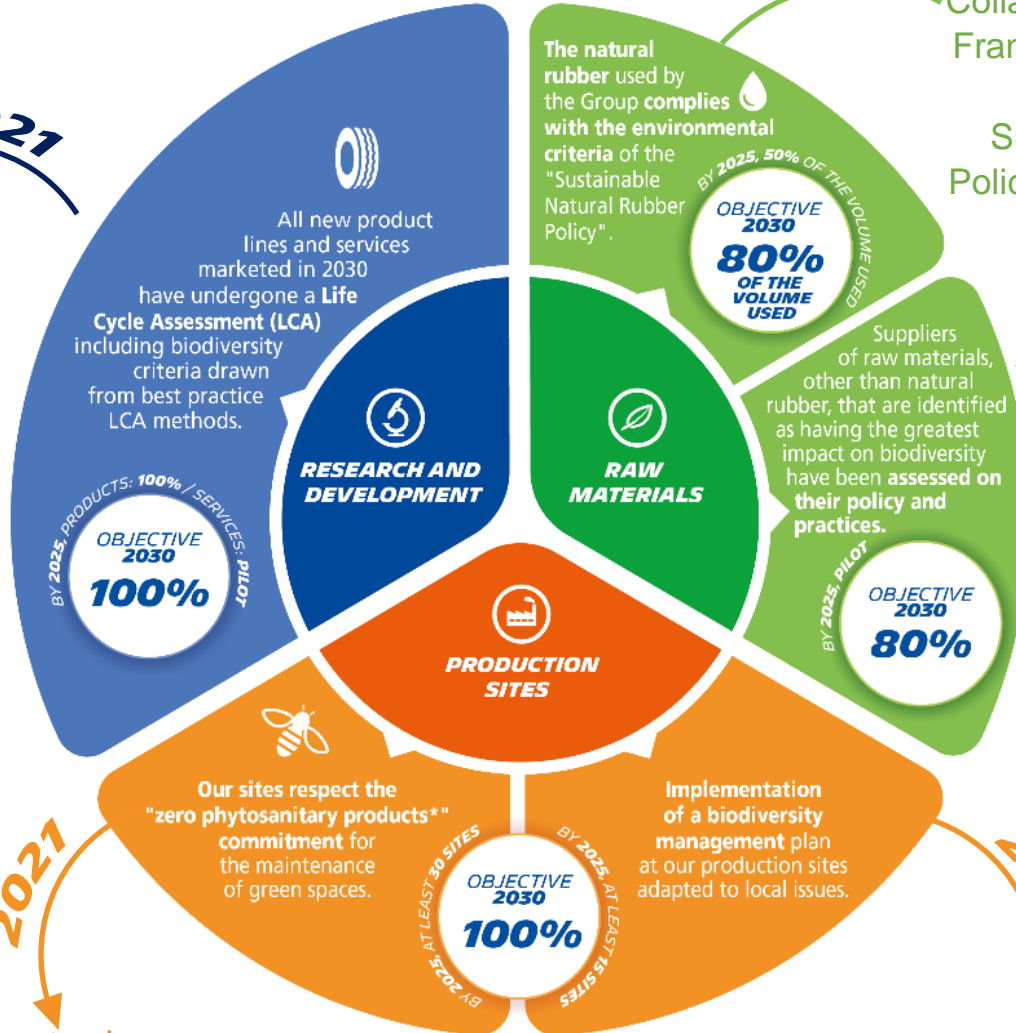 21
All new product
lines and services
marketed in 2030
have undergone a Life
Cycle Assessment (LCA)
including biodiversity
criteria drawn
from best practice
LCA methods.
BY 2025, PRODUCTS: 100% / SERVICES: PILOT
OBJECTIVE
2030
100%
RESEARCH AND
DEVELOPMENT
The natural
rubber used by
the Group complies
with the environmental
criteria of the
"Sustainable
Natural Rubber
Policy".
BY 2025, 50% OF THE VOLUME USED
OBJECTIVE
2030
80%
OF THE
VOLUME
USED
RAW
MATERIALS
Suppliers
of raw materials,
other than natural
rubber, that are identified
as having the greatest
impact on biodiversity
have been assessed on
their policy and
practices.
BY 2025, PILOT
OBJECTIVE
2030
80%
PRODUCTION
SITES
Our sites respect the
"zero phytosanitary products*"
commitment for
the maintenance
of green spaces.
BY 2025, AT LEAST 30 SITES
OBJECTIVE
2030
100%
BY 2025, AT LEAST 15 SITES
Implementation
of a biodiversity
management plan
at our production sites
adapted to local issues.
2021